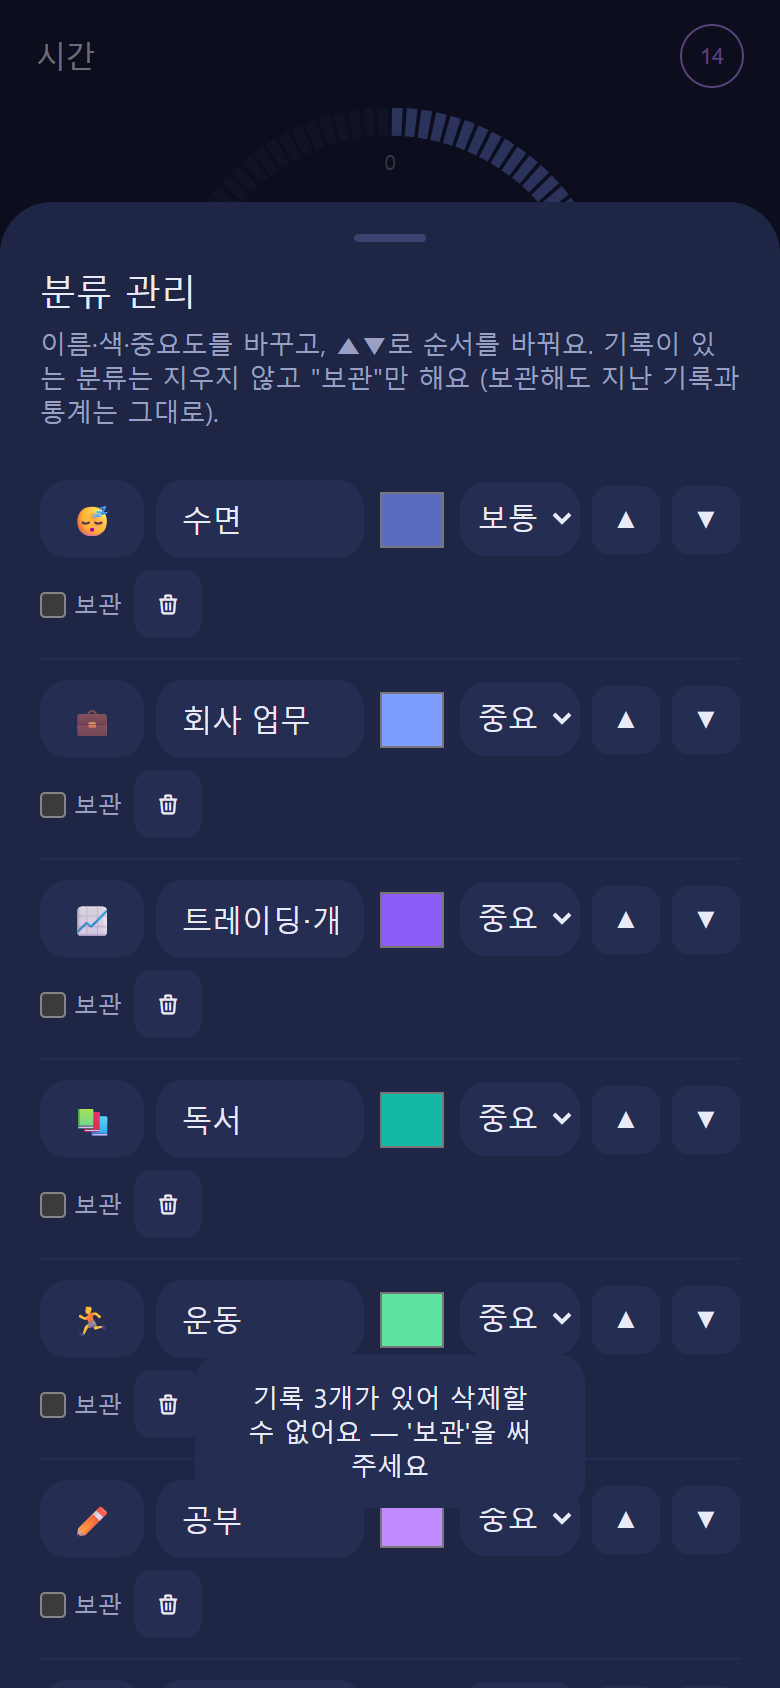 시간
14
0
분류 관리
이름·색·중요도를 바꾸고, ▲▼로 순서를 바꿔요. 기록이 있
는 분류는 지우지 않고 "보관"만 해요 (보관해도 지난 기록과
통계는 그대로).
수면 보통 ▲ ▼
보관
회사 업무 중요 ▲ ▼
보관
트레이딩·개 중요 ▲ ▼
보관
독서 중요 ▲ ▼
보관
운동 중요 ▲ ▼
보관
기록 3개가 있어 삭제할
수 없어요 — '보관'을 써
주세요
공부 중요 ▲ ▼
보관